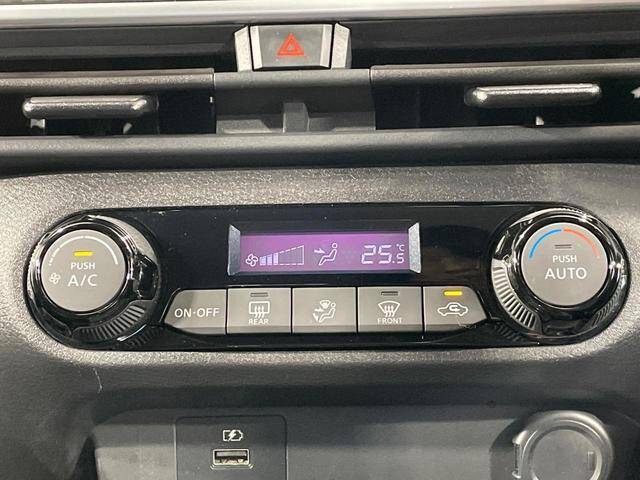 25.5 °C
PUSH
A/C
PUSH
AUTO
ON·OFF
REAR
FRONT